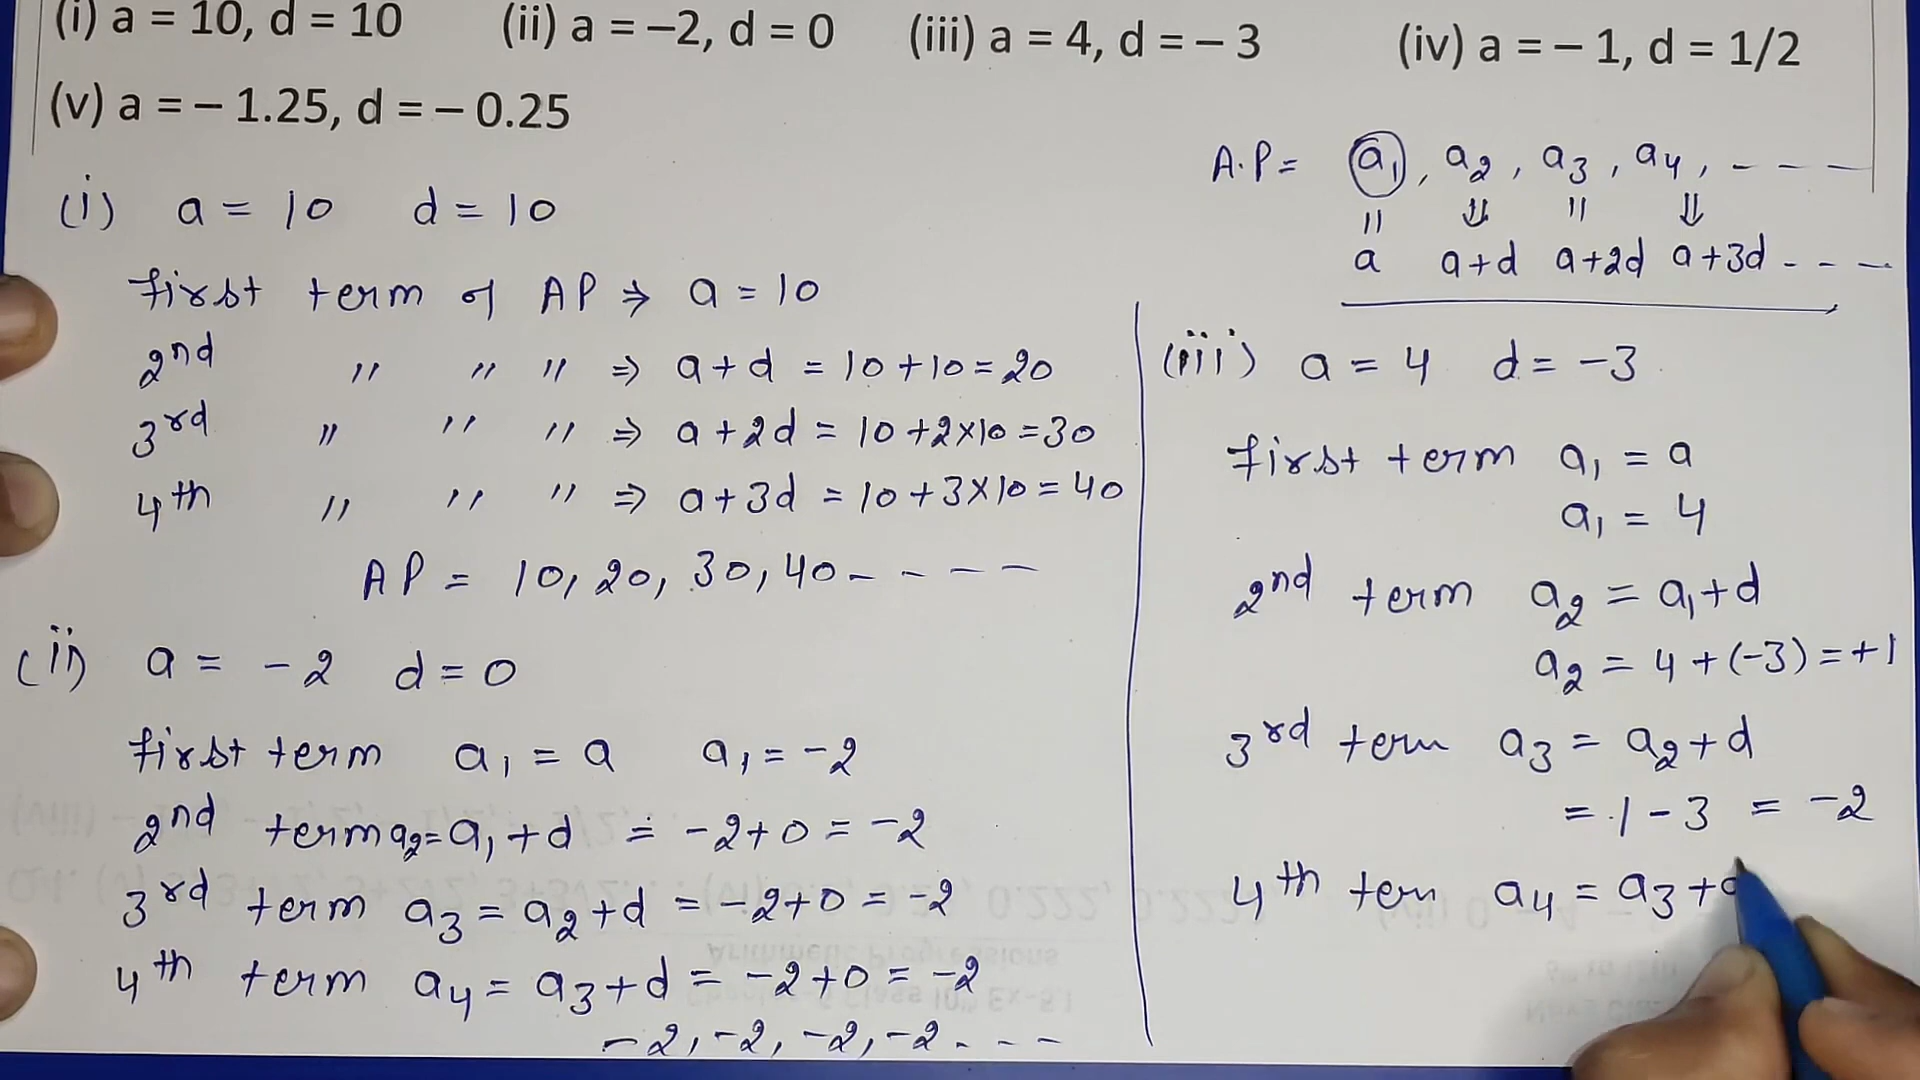 (i) a = 10, d = 10 (ii) a = –2, d = 0 (iii) a = 4, d = – 3 (iv) a = – 1, d = 1/2
(v) a = – 1.25, d = – 0.25
A.P = a1, a2, a3, a4, - - -
" ⇓ " ⇓
a a+d a+2d a+3d - - -
(i) a = 10 d = 10
first term of AP ⇒ a = 10
2nd " " " ⇒ a + d = 10 + 10 = 20
3rd " " " ⇒ a + 2d = 10 + 2×10 = 30
4th " " " ⇒ a + 3d = 10 + 3×10 = 40
AP = 10, 20, 30, 40 - - - -
(ii) a = -2 d = 0
first term a1 = a a1 = -2
2nd term a2 = a1 + d = -2 + 0 = -2
3rd term a3 = a2 + d = -2 + 0 = -2
4th term a4 = a3 + d = -2 + 0 = -2
-2, -2, -2, -2 - - -
(iii) a = 4 d = -3
first term a1 = a
a1 = 4
2nd term a2 = a1 + d
a2 = 4 + (-3) = +1
3rd term a3 = a2 + d
= 1 - 3 = -2
4th ter a4 = a3 +